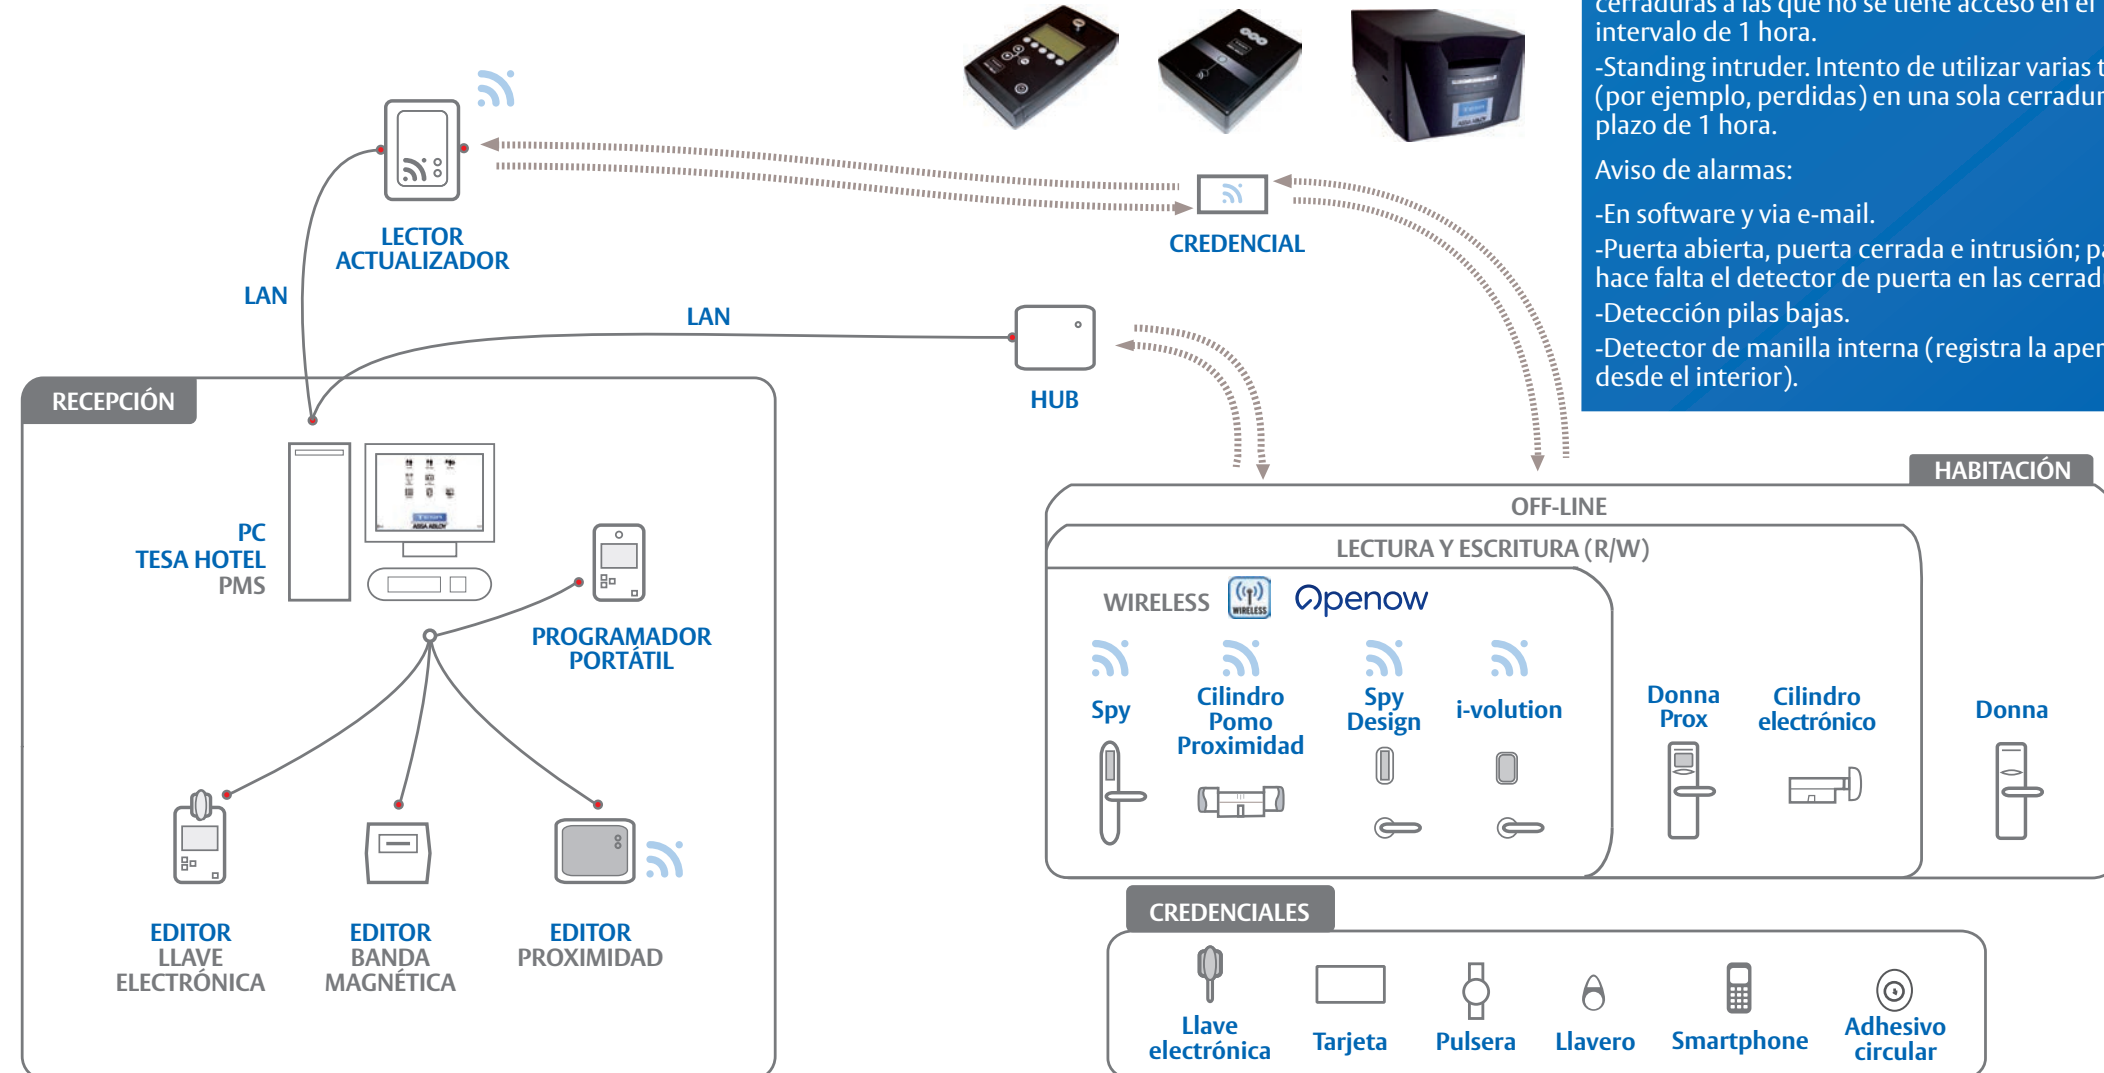 cerraduras a las que no se tiene acceso en el
intervalo de 1 hora.
-Standing intruder. Intento de utilizar varias
(por ejemplo, perdidas) en una sola
plazo de 1 hora.
Aviso de alarmas:
-En software y via e-mail.
-Puerta abierta, puerta cerrada e intrusión;
hace falta el detector de puerta en las
-Detección pilas bajas.
-Detector de manilla interna (registra la
desde el interior).
LECTOR
ACTUALIZADOR
CREDENCIAL
LAN
LAN
HUB
RECEPCIÓN
PC
TESA HOTEL
PMS
ASSA ABLOY
PROGRAMADOR
PORTÁTIL
EDITOR
LLAVE
ELECTRÓNICA
EDITOR
BANDA
MAGNÉTICA
EDITOR
PROXIMIDAD
HABITACIÓN
OFF-LINE
LECTURA Y ESCRITURA (R/W)
WIRELESS
WIRELESS
Openow
Spy
Cilindro
Pomo
Proximidad
Spy
Design
i-volution
Donna
Prox
Cilindro
electrónico
Donna
CREDENCIALES
Llave
electrónica
Tarjeta
Pulsera
Llavero
Smartphone
Adhesivo
circular